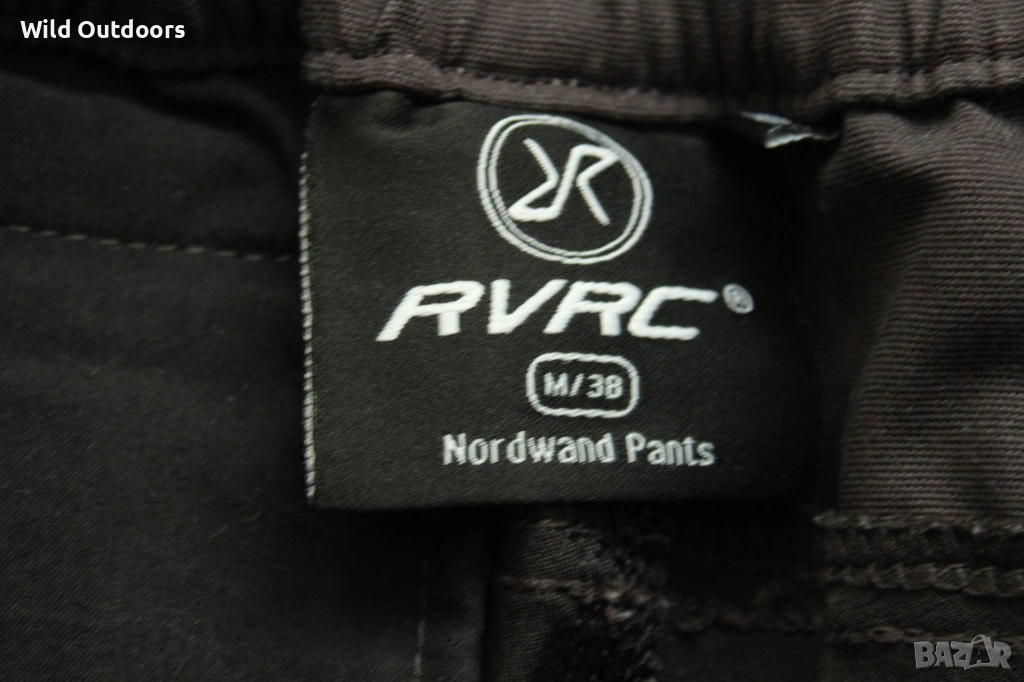 Wild Outdoors
RVRC®
M/38
Nordwand Pants
BAZAR